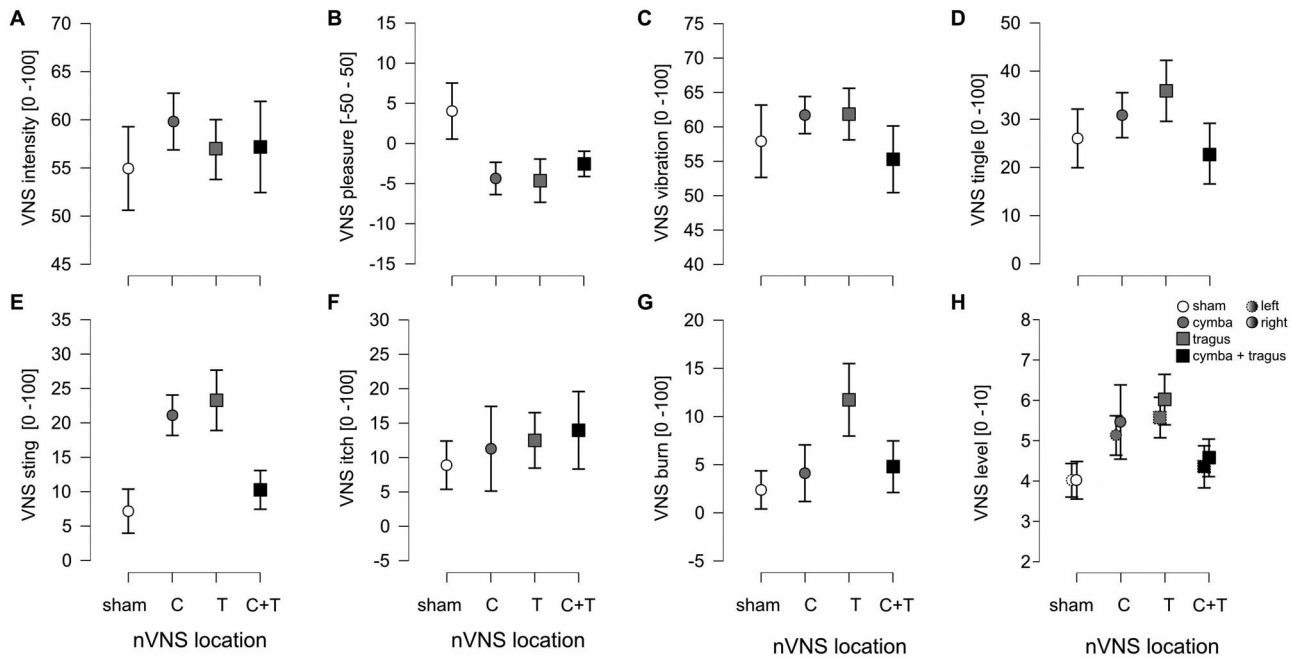 A
VNS intensity [0 -100]
70
65
60
55
50
45
B
VNS pleasure [-50 - 50]
15
10
5
0
-5
-10
-15
C
VNS vibration [0 -100]
75
70
65
60
55
50
45
40
D
VNS tingle [0 -100]
50
40
30
20
10
0
E
VNS sting [0 -100]
35
30
25
20
15
10
5
0
sham C T C+T
nVNS location
F
VNS itch [0 -100]
30
25
20
15
10
5
0
-5
sham C T C+T
nVNS location
G
VNS burn [0 -100]
20
15
10
5
0
-5
sham C T C+T
nVNS location
H
VNS level [0 -10]
8
7
6
5
4
3
2
sham left
cymba right
tragus
cymba + tragus
sham C T C+T
nVNS location